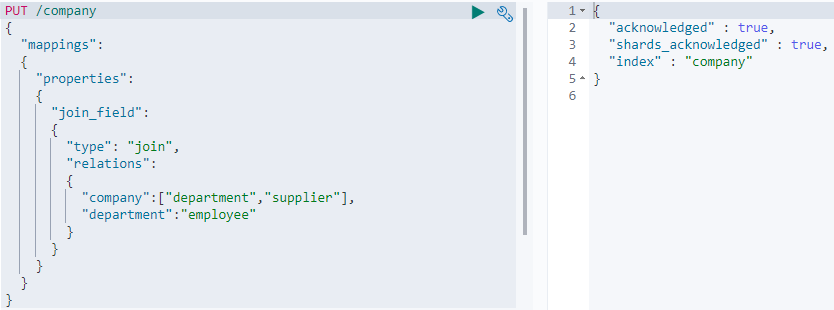 PUT /company
{
  "mappings":
  {
    "properties":
    {
      "join_field":
      {
        "type": "join",
        "relations":
        {
          "company":["department","supplier"],
          "department":"employee"
        }
      }
    }
  }
}
1 {
2   "acknowledged" : true,
3   "shards_acknowledged" : true,
4   "index" : "company"
5 }
6